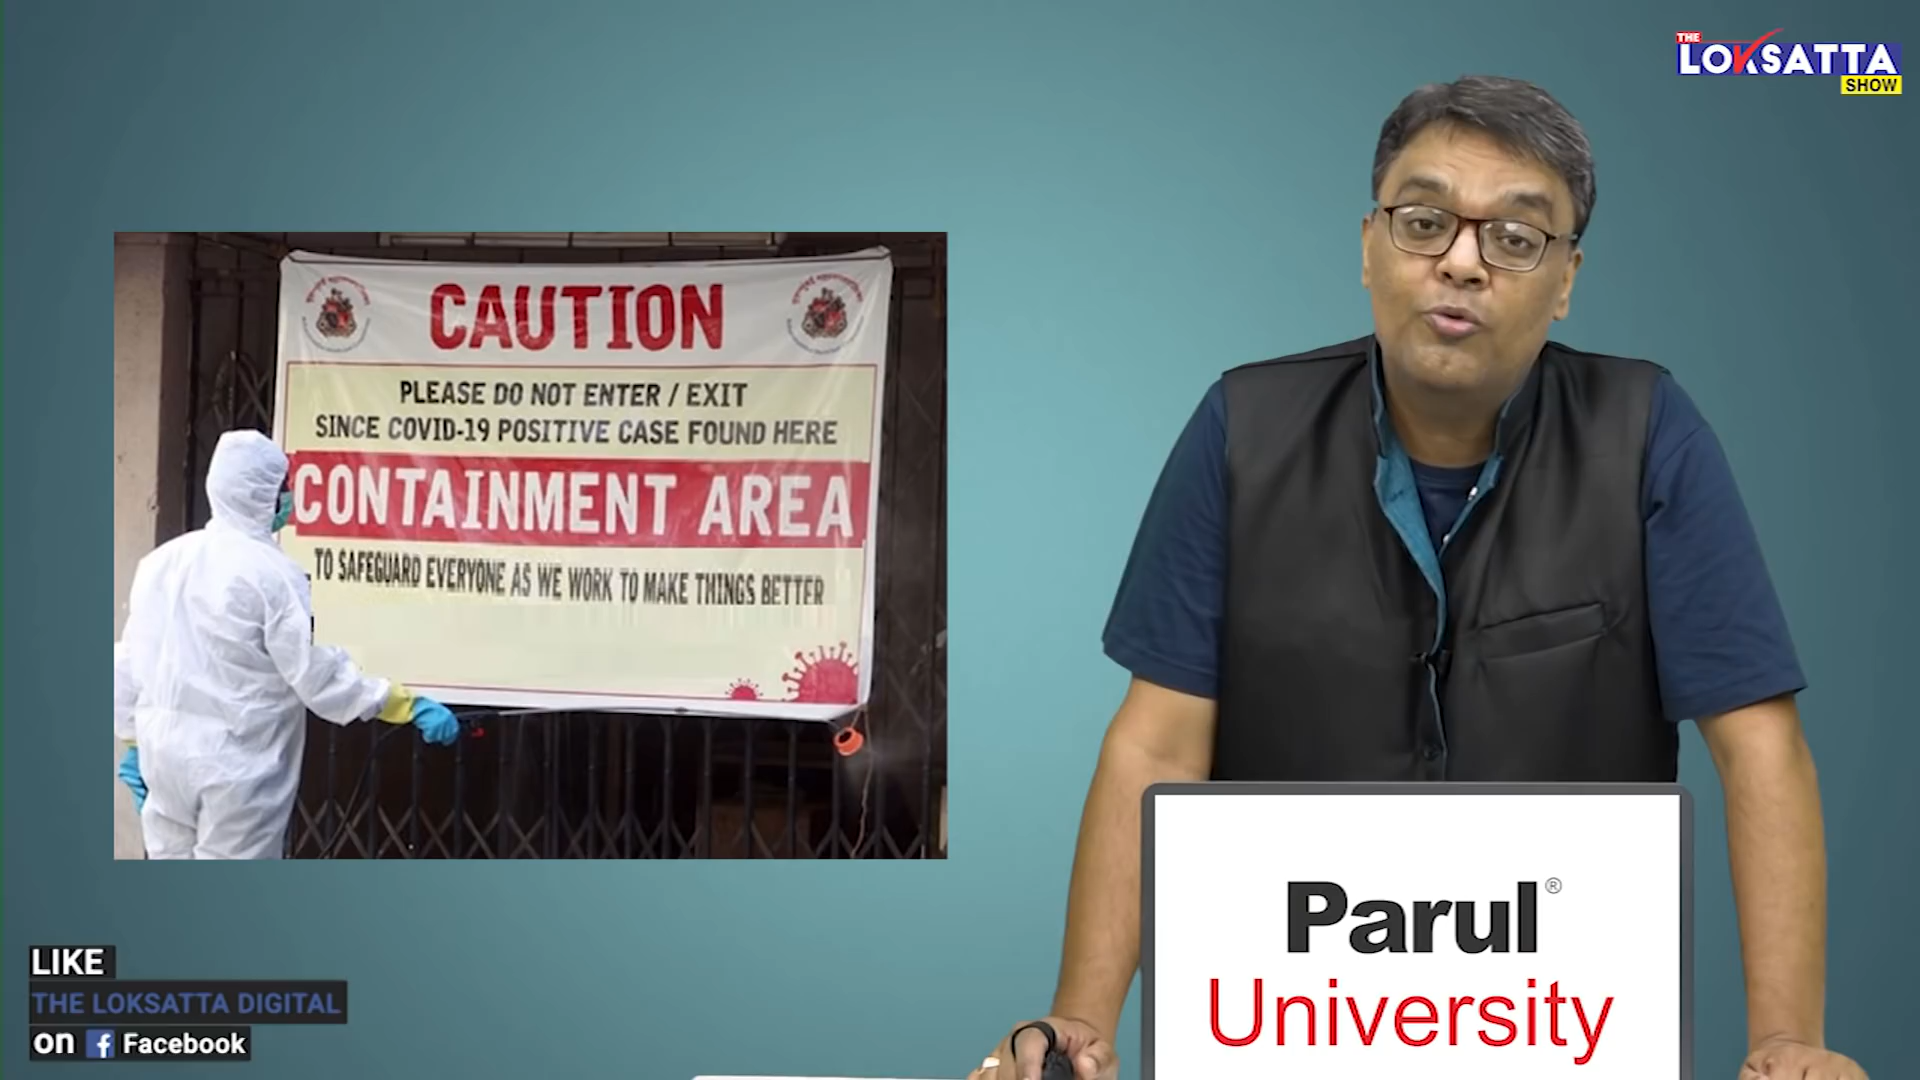 THE
LOKSATTA
SHOW
CAUTION
PLEASE DO NOT ENTER / EXIT
SINCE COVID-19 POSITIVE CASE FOUND HERE
CONTAINMENT AREA
TO SAFEGUARD EVERYONE AS WE WORK TO MAKE THINGS BETTER
LIKE
THE LOKSATTA DIGITAL
on f Facebook
Parul®
University